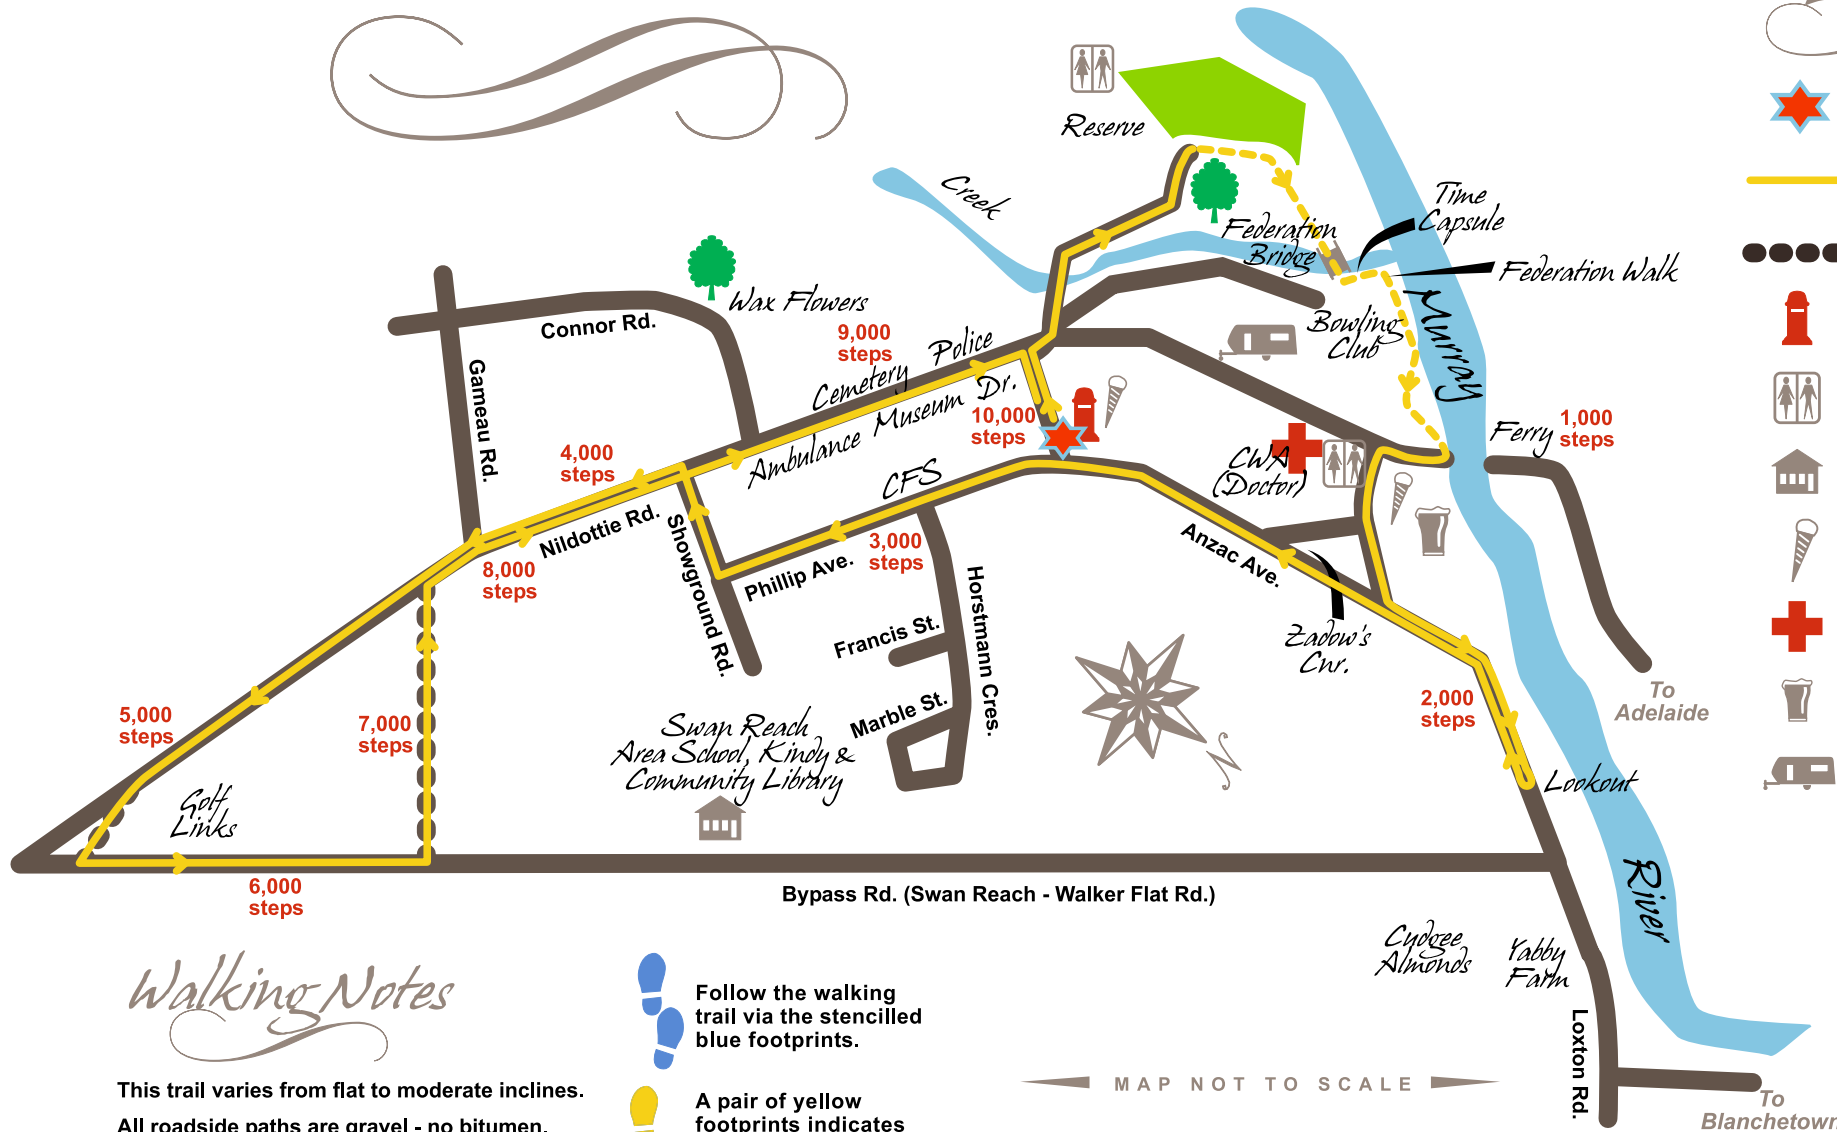 Reserve
Creek
Time
Capsule
Federation
Bridge
Federation Walk
Wax Flowers
Connor Rd.
Bowling
Club
Murray
9,000
steps
Police
Cemetery
Gameau Rd.
Museum Dr.
Ambulance
10,000
steps
Ferry
1,000
steps
4,000
steps
CFS
CWA
(Doctor)
Nildottie Rd.
Showground Rd.
3,000
steps
Anzac Ave.
8,000
steps
Phillip Ave.
Horstmann Cres.
Francis St.
Zadow's
Cnr.
5,000
steps
7,000
steps
Marble St.
2,000
steps
To
Adelaide
Swan Reach
Area School, Kindy &
Community Library
N
Lookout
Golf
Links
6,000
steps
Bypass Rd. (Swan Reach - Walker Flat Rd.)
River
Cudgee
Almonds
Yabby
Farm
Loxton Rd.
Walking Notes
Follow the walking
trail via the stencilled
blue footprints.
This trail varies from flat to moderate inclines.
All roadside paths are gravel - no bitumen.
A pair of yellow
footprints indicates
MAP NOT TO SCALE
To
Blanchetown